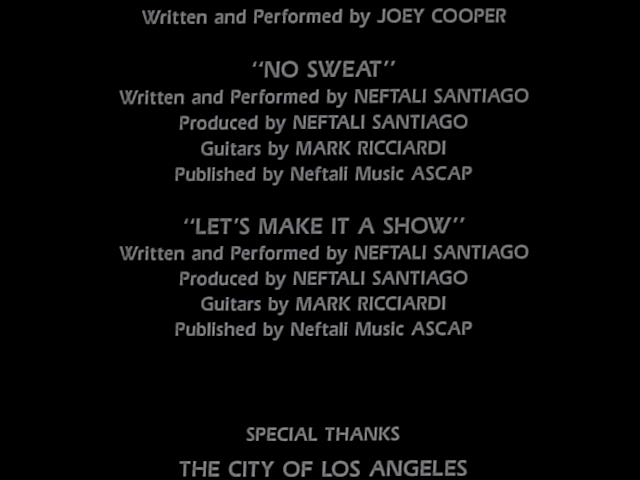 Written and Performed by JOEY COOPER
“NO SWEAT”
Written and Performed by NEFTALI SANTIAGO
Produced by NEFTALI SANTIAGO
Guitars by MARK RICCIARDI
Published by Neftali Music ASCAP
“LET'S MAKE IT A SHOW”
Written and Performed by NEFTALI SANTIAGO
Produced by NEFTALI SANTIAGO
Guitars by MARK RICCIARDI
Published by Neftali Music ASCAP
SPECIAL THANKS
THE CITY OF LOS ANGELES